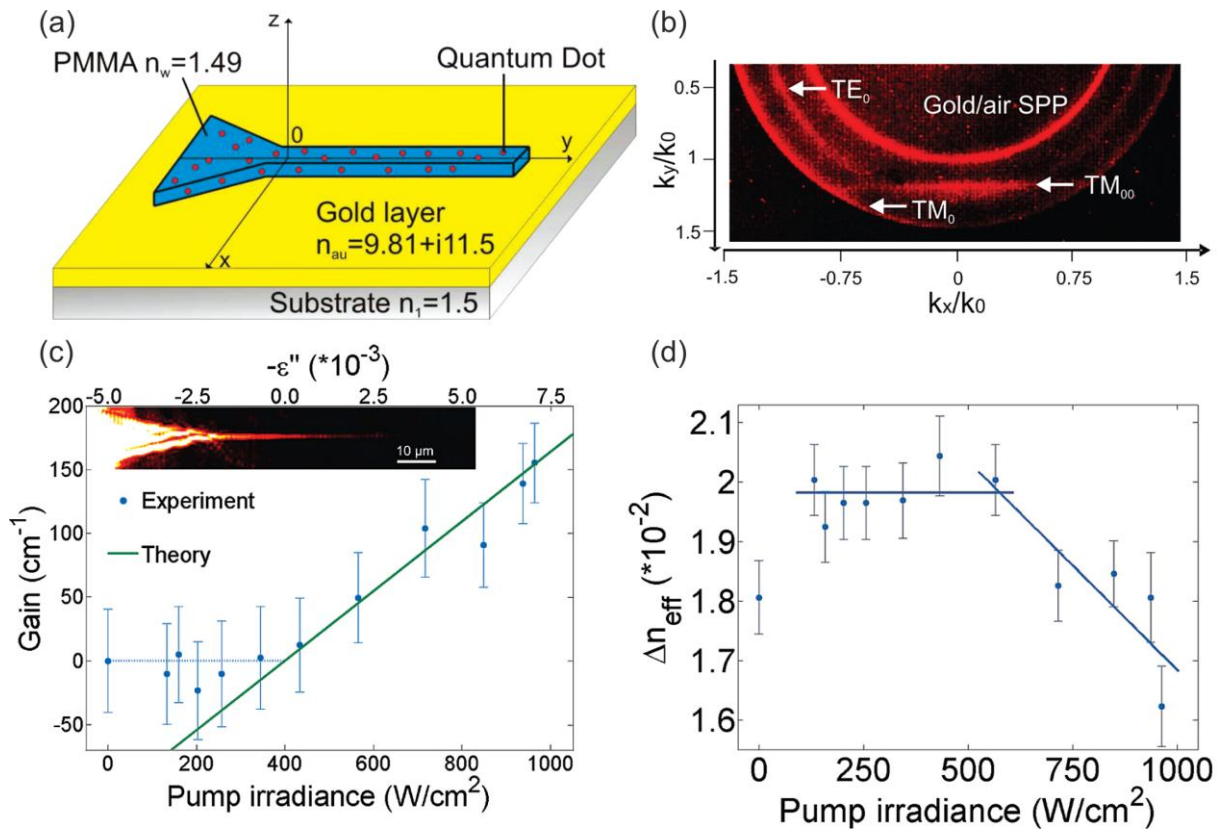 (a)
z
PMMA n_w=1.49
Quantum Dot
0
y
Gold layer
n_au=9.81+i11.5
x
Substrate n_1=1.5
(b)
0.5
TE_0
Gold/air SPP
k_y/k_0
1
TM_00
TM_0
1.5
-1.5 -0.75 0 0.75 1.5
k_x/k_0
(c)
-ε'' (*10^-3)
-5.0 -2.5 0.0 2.5 5.0 7.5
200
150
100
50
0
-50
10 µm
Experiment
Theory
Gain (cm^-1)
0 200 400 600 800 1000
Pump irradiance (W/cm²)
(d)
2.1
2
1.9
1.8
1.7
1.6
Δn_eff (*10^-2)
0 250 500 750 1000
Pump irradiance (W/cm²)